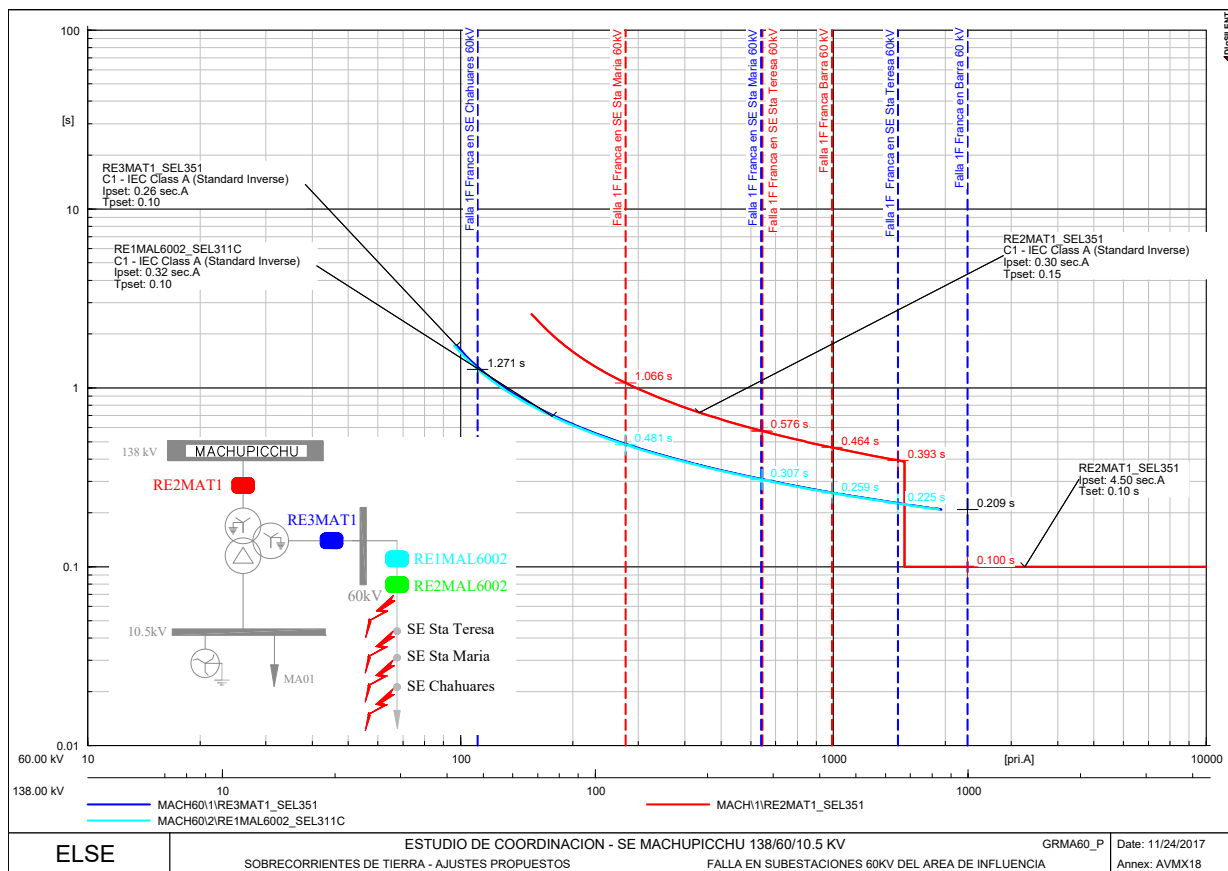 DIgSILENT
100
10
1
0.1
0.01
[s]
Falla 1F Franca en SE Chahuares 60kV
Falla 1F Franca en SE Sta Maria 60kV
Falla 1F Franca en SE Sta Maria 60kV
Falla 1F Franca en SE Sta Teresa 60kV
Falla 1F Franca Barra 60 kV
Falla 1F Franca en SE Sta Teresa 60kV
Falla 1F Franca en Barra 60 kV
RE3MAT1_SEL351
C1 - IEC Class A (Standard Inverse)
Ipset: 0.26 sec.A
Tpset: 0.10
RE1MAL6002_SEL311C
C1 - IEC Class A (Standard Inverse)
Ipset: 0.32 sec.A
Tpset: 0.10
RE2MAT1_SEL351
C1 - IEC Class A (Standard Inverse)
Ipset: 0.30 sec.A
Tpset: 0.15
1.271 s
1.066 s
0.576 s
0.481 s
0.464 s
0.393 s
0.307 s
0.259 s
0.225 s
0.209 s
0.100 s
RE2MAT1_SEL351
Ipset: 4.50 sec.A
Tset: 0.10 s
138 kV
MACHUPICCHU
RE2MAT1
RE3MAT1
RE1MAL6002
RE2MAL6002
60kV
10.5kV
MA01
SE Sta Teresa
SE Sta Maria
SE Chahuares
60.00 kV
10
100
1000
[pri.A]
10000
138.00 kV
10
100
1000
MACH60\1\RE3MAT1_SEL351
MACH\1\RE2MAT1_SEL351
MACH60\2\RE1MAL6002_SEL311C
ELSE
ESTUDIO DE COORDINACION - SE MACHUPICCHU 138/60/10.5 KV
GRMA60_P
SOBRECORRIENTES DE TIERRA - AJUSTES PROPUESTOS
FALLA EN SUBESTACIONES 60KV DEL AREA DE INFLUENCIA
Date: 11/24/2017
Annex: AVMX18